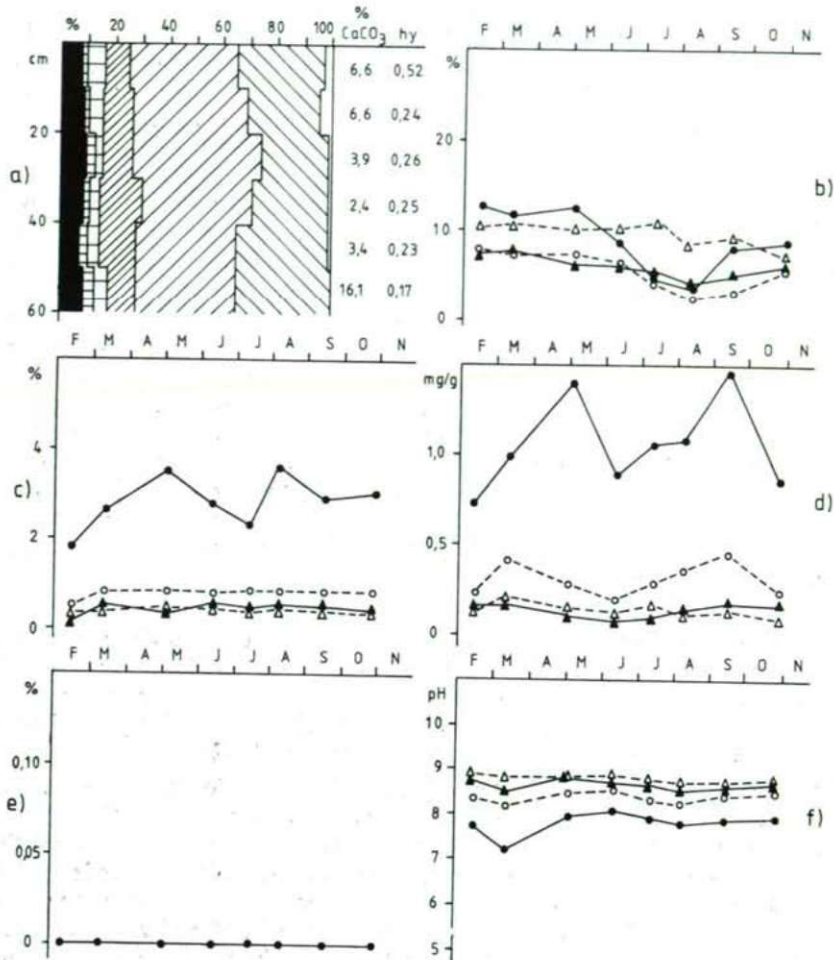 %
% 20 40 60 80 100 CaCO3 hy
cm
6,6 0,52
6,6 0,24
20
3,9 0,26
a)
2,4 0,25
40
3,4 0,23
16,1 0,17
60
F M A M J J A S O N
%
20
b)
10
0
F M A M J J A S O N
%
4
c)
2
0
F M A M J J A S O N
mg/g
1,0
d)
0,5
0
F M A M J J A S O N
%
0,10
e)
0,05
0
F M A M J J A S O N
pH
10
9
8
f)
7
6
5